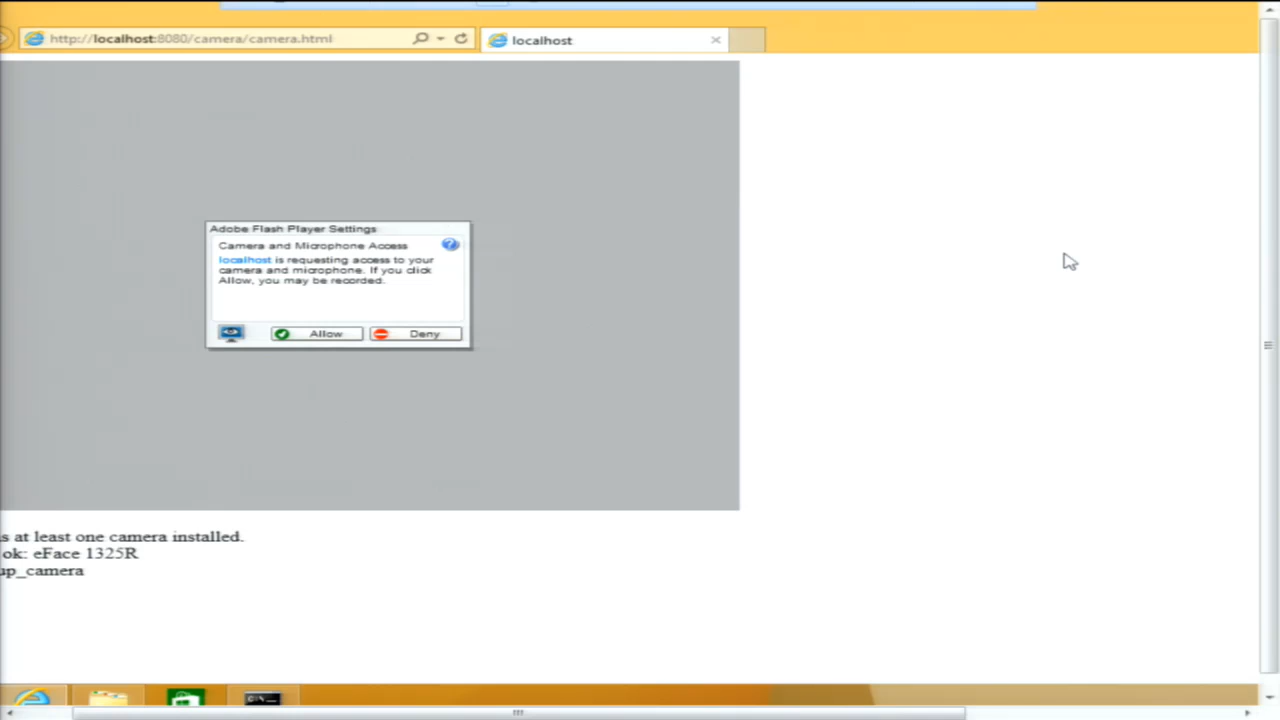 http://localhost:8080/camera/camera.html
localhost
Adobe Flash Player Settings
Camera and Microphone Access
localhost is requesting access to your
camera and microphone. If you click
Allow, you may be recorded.
Allow
Deny
s at least one camera installed.
ok: eFace 1325R
up_camera